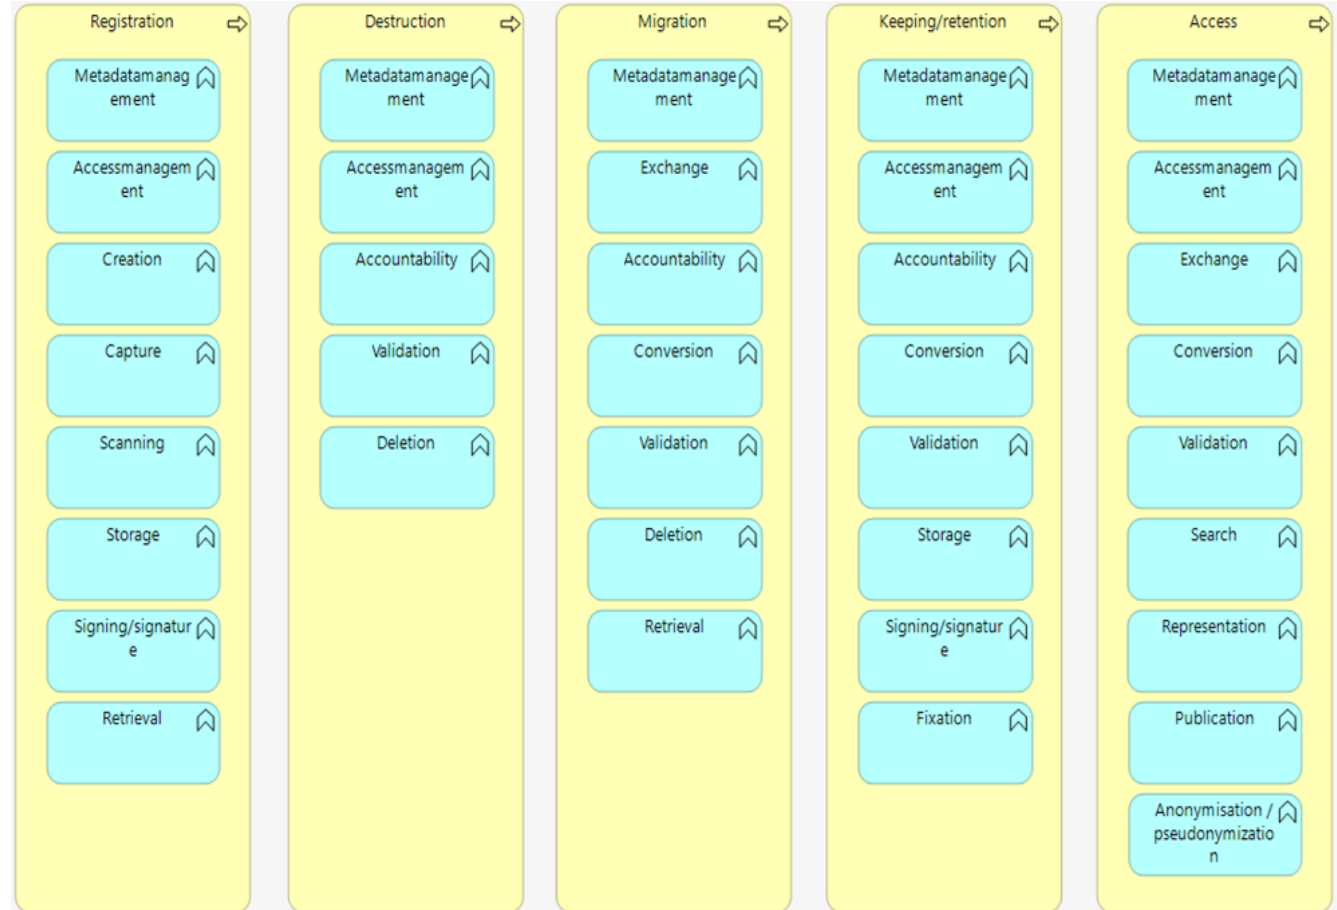 Registration
Metadatamanag
ement
Accessmanagem
ent
Creation
Capture
Scanning
Storage
Signing/signatur
e
Retrieval
Destruction
Metadatamanage
ment
Accessmanagem
ent
Accountability
Validation
Deletion
Migration
Metadatamanage
ment
Exchange
Accountability
Conversion
Validation
Deletion
Retrieval
Keeping/retention
Metadatamanage
ment
Accessmanagem
ent
Accountability
Conversion
Validation
Storage
Signing/signatur
e
Fixation
Access
Metadatamanage
ment
Accessmanagem
ent
Exchange
Conversion
Validation
Search
Representation
Publication
Anonymisation /
pseudonymizatio
n